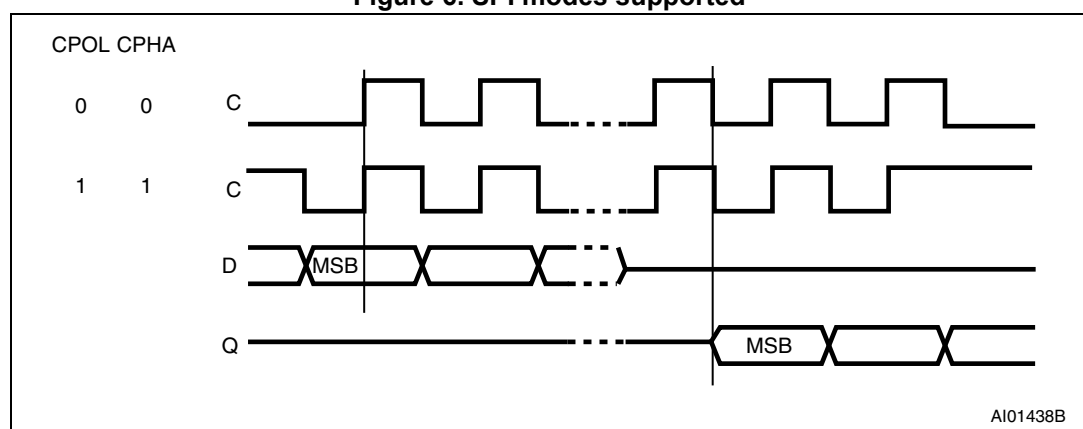 Figure 6. SPI modes supported
CPOL CPHA
0 0 C
1 1 C
D MSB
Q MSB
AI01438B